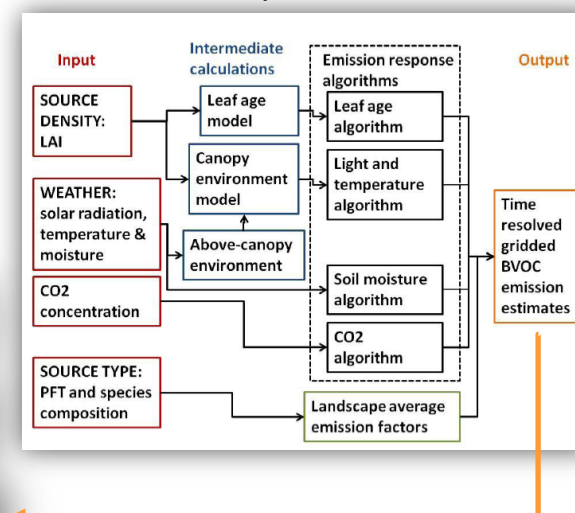 Input
Intermediate
calculations
Emission response
algorithms
Output
SOURCE
DENSITY:
LAI
Leaf age
model
Leaf age
algorithm
Canopy
environment
model
Light and
temperature
algorithm
WEATHER:
solar radiation,
temperature &
moisture
Above-canopy
environment
Time
resolved
gridded
BVOC
emission
estimates
Soil moisture
algorithm
CO2
concentration
CO2
algorithm
SOURCE TYPE:
PFT and species
composition
Landscape average
emission factors